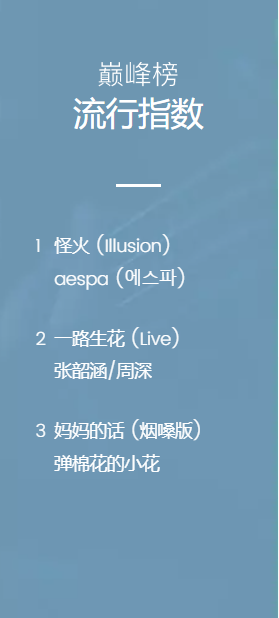 巅峰榜
流行指数
1 怪火 (Illusion)
aespa (에스파)
2 一路生花 (Live)
张韶涵/周深
3 妈妈的话 (烟嗓版)
弹棉花的小花